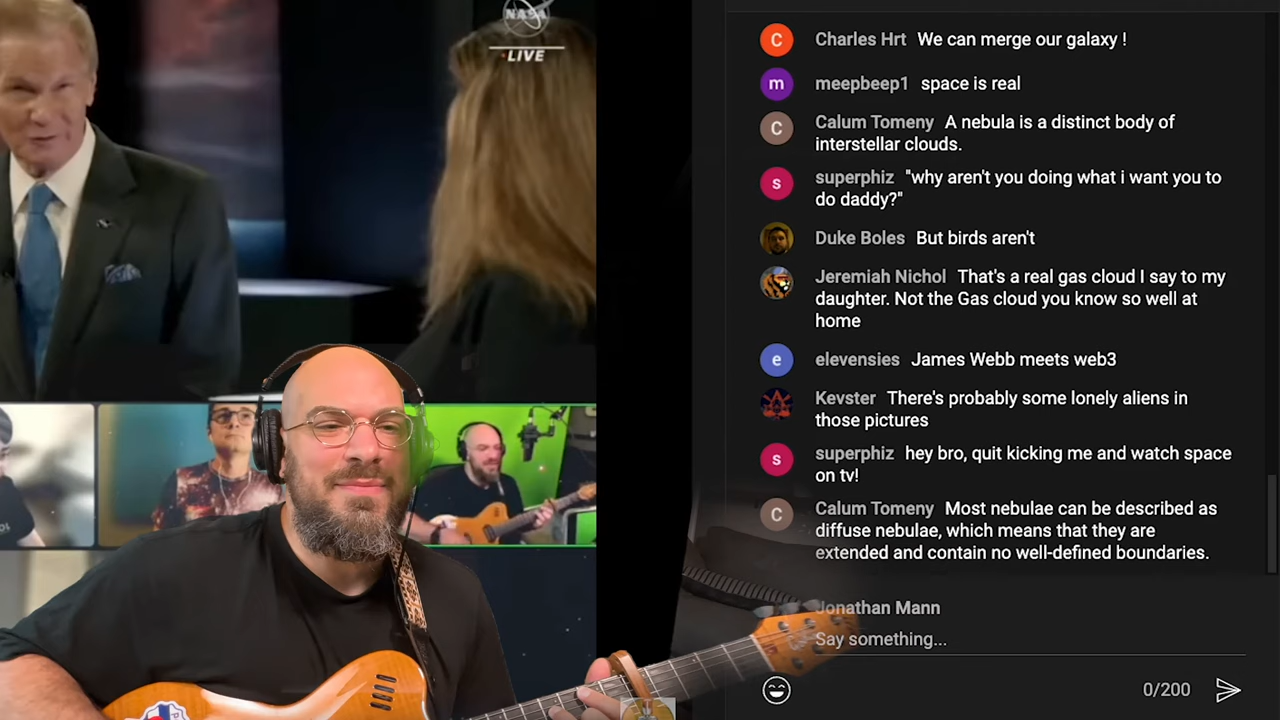 NASA
LIVE
C Charles Hrt We can merge our galaxy !
m meepbeep1 space is real
C Calum Tomeny A nebula is a distinct body of
interstellar clouds.
s superphiz "why aren't you doing what i want you to
do daddy?"
Duke Boles But birds aren't
Jeremiah Nichol That's a real gas cloud I say to my
daughter. Not the Gas cloud you know so well at
home
e elevensies James Webb meets web3
Kevster There's probably some lonely aliens in
those pictures
s superphiz hey bro, quit kicking me and watch space
on tv!
C Calum Tomeny Most nebulae can be described as
diffuse nebulae, which means that they are
extended and contain no well-defined boundaries.
Jonathan Mann
Say something...
0/200